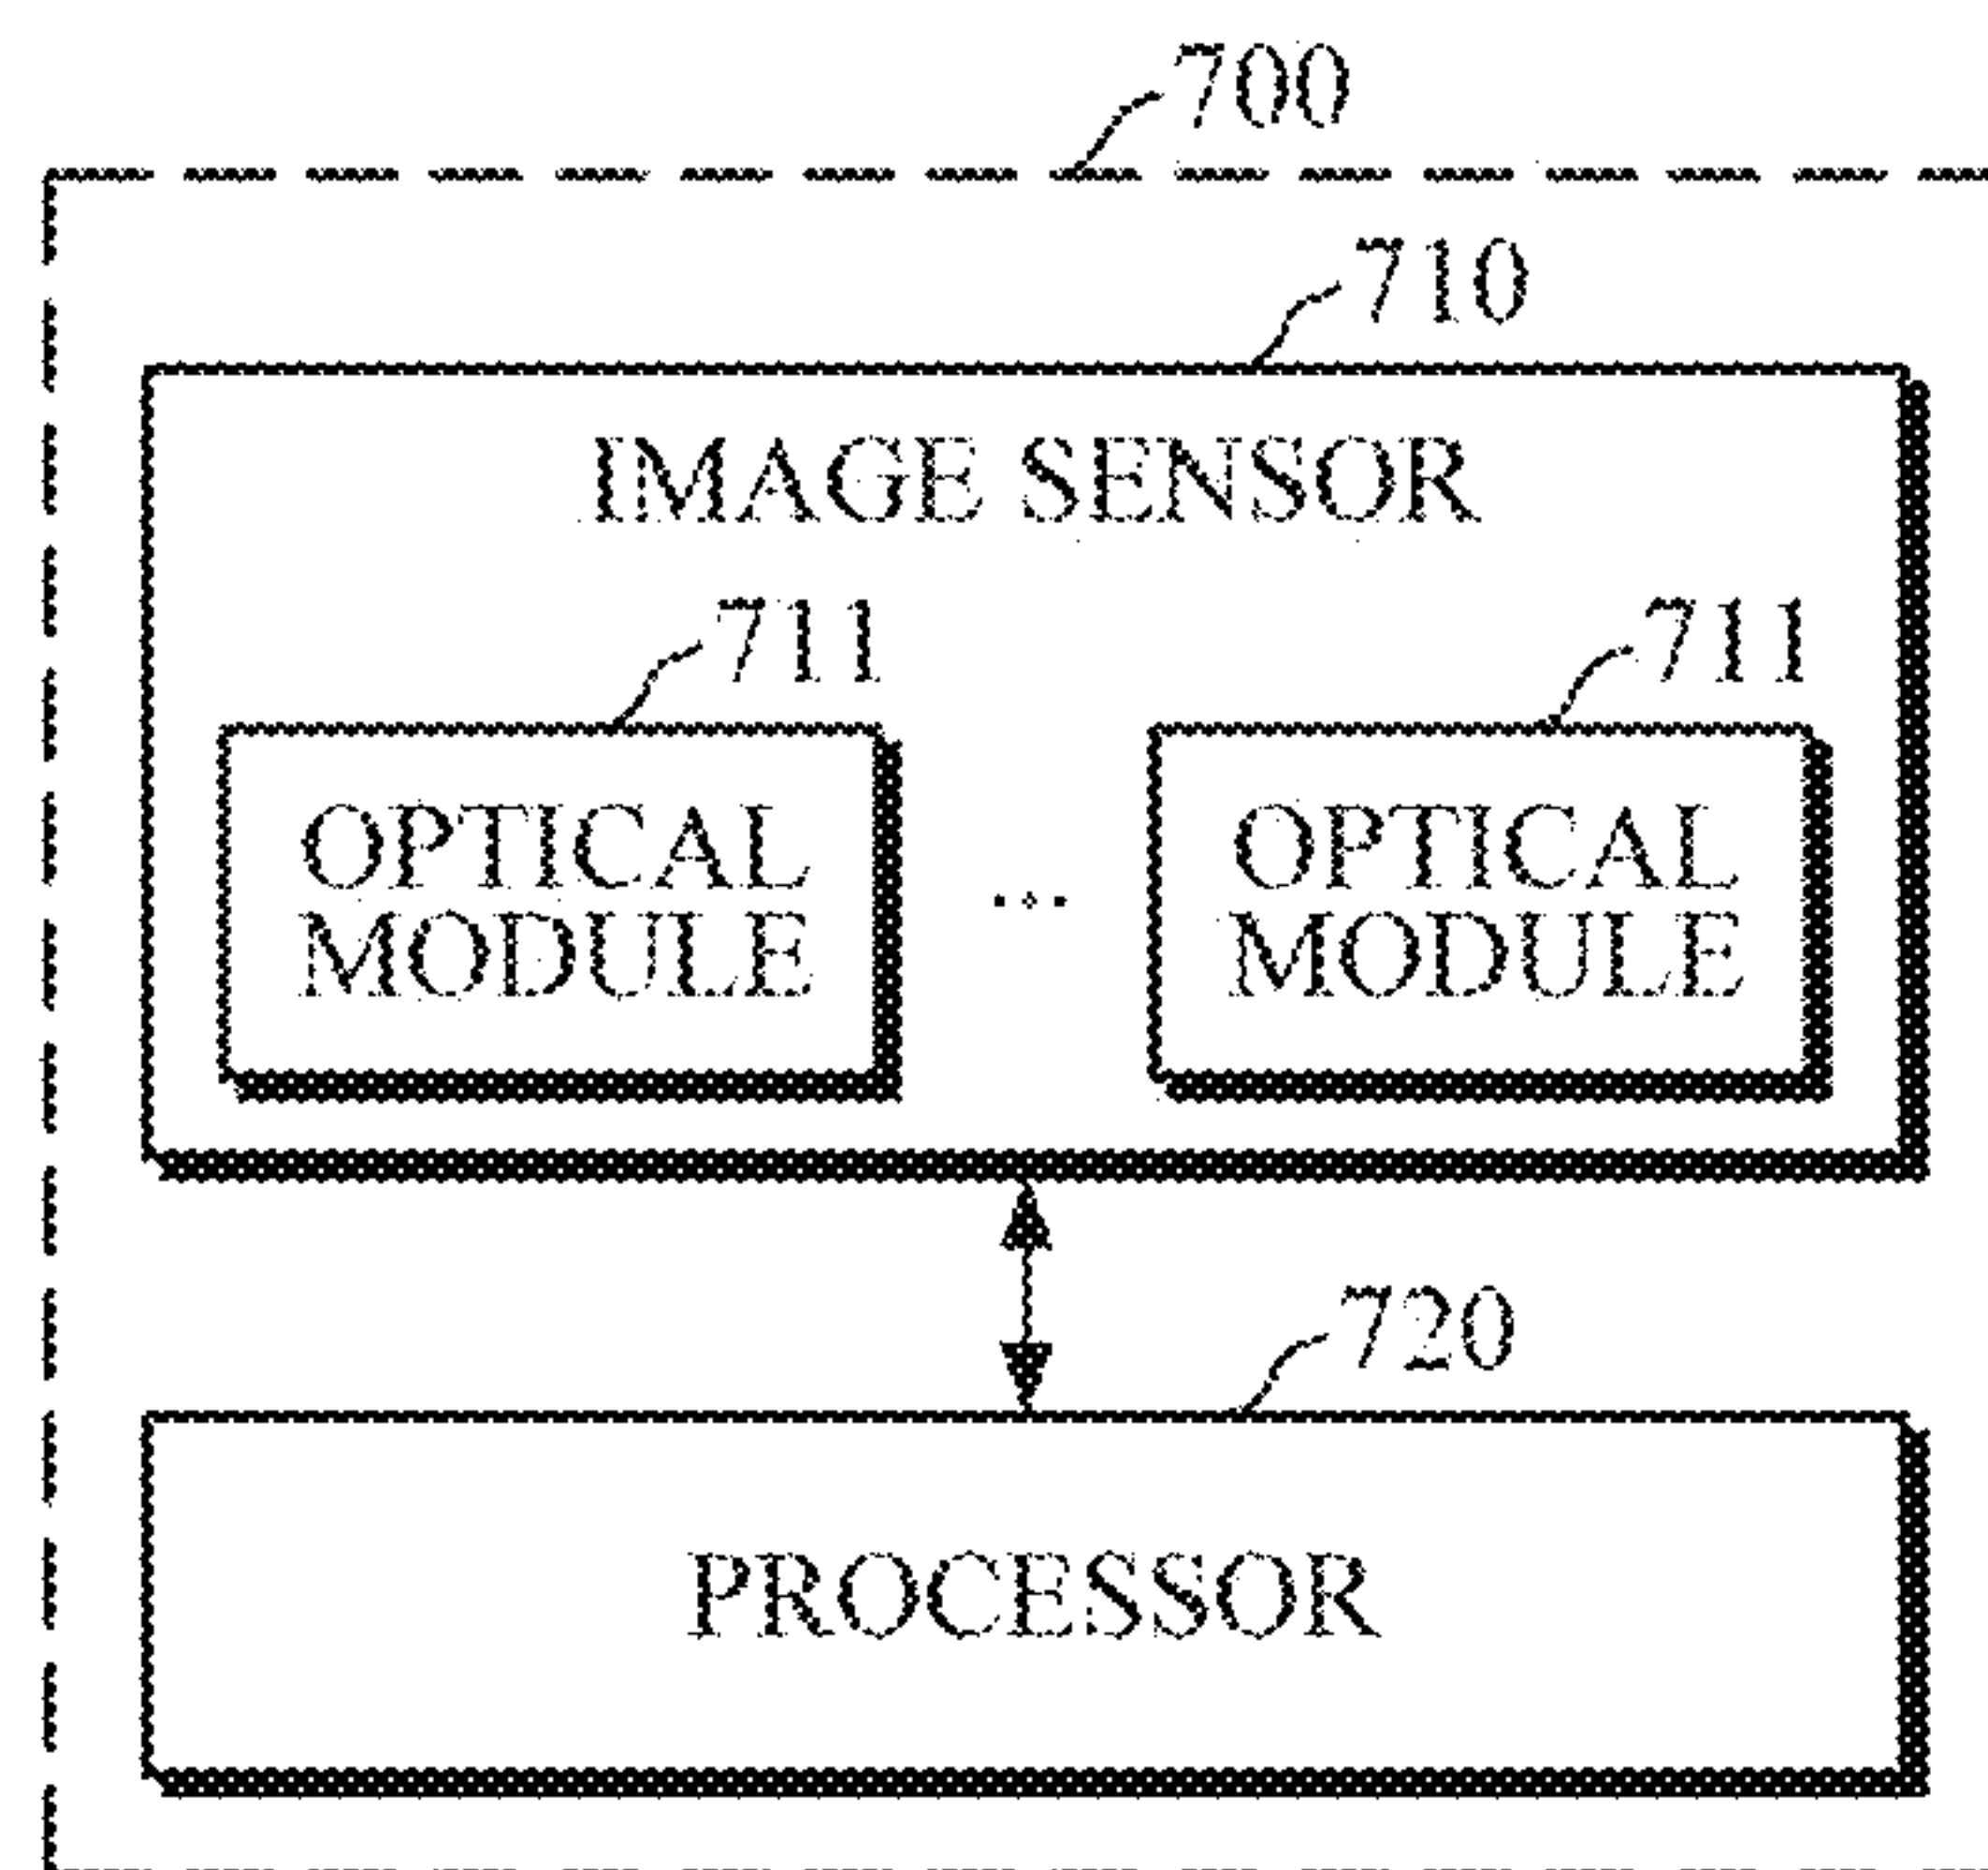 700
710
IMAGE SENSOR
711 711
OPTICAL MODULE
... 
OPTICAL MODULE
720
PROCESSOR